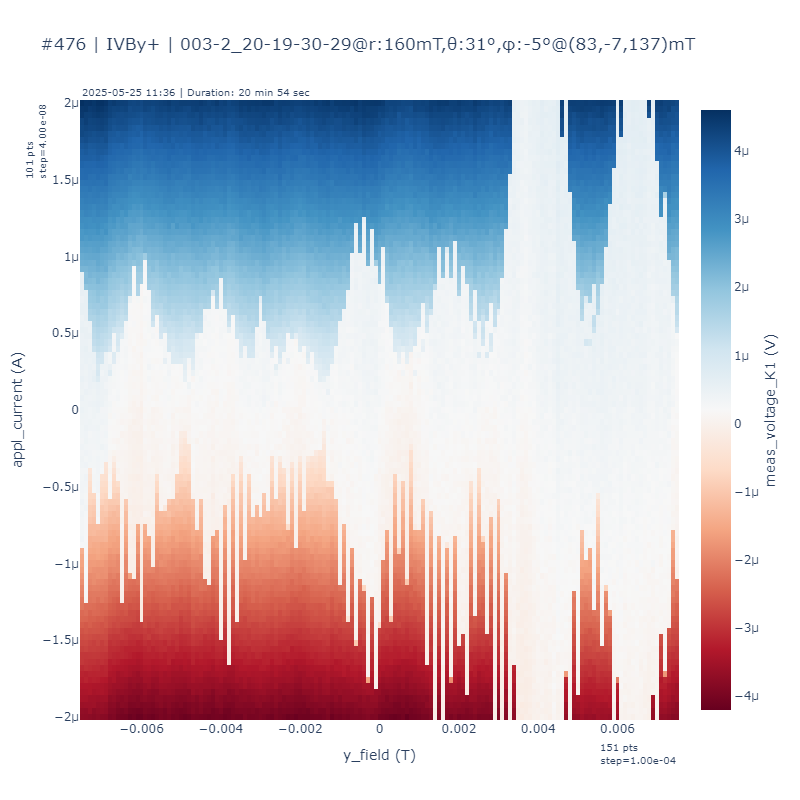 #476 | IVBy+ | 003-2_20-19-30-29@r:160mT,θ:31º,φ:-5º@(83,-7,137)mT
2025-05-25 11:36 | Duration: 20 min 54 sec
101 pts
step=4.00e-08
2μ
1.5μ
1μ
0.5μ
0
−0.5μ
−1μ
−1.5μ
−2μ
appl_current (A)
−0.006
−0.004
−0.002
0
0.002
0.004
0.006
y_field (T)
151 pts
step=1.00e-04
4μ
3μ
2μ
1μ
0
−1μ
−2μ
−3μ
−4μ
meas_voltage_K1 (V)